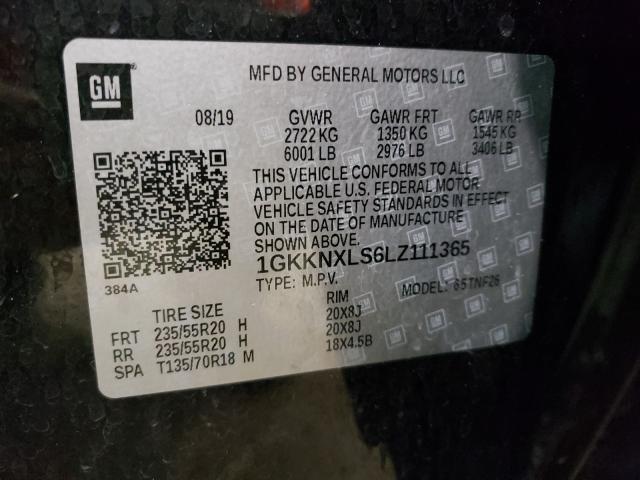 GM
MFD BY GENERAL MOTORS LLC
08/19 GVWR GAWR FRT GAWR RR
2722 KG 1350 KG 1545 KG
6001 LB 2976 LB 3406 LB
THIS VEHICLE CONFORMS TO ALL
APPLICABLE U.S. FEDERAL MOTOR
VEHICLE SAFETY STANDARDS IN EFFECT
ON THE DATE OF MANUFACTURE
SHOWN ABOVE.
1GKKNXLS6LZ111365
384A
TYPE: M.P.V. MODEL: 65TNF26
TIRE SIZE RIM
FRT 235/55R20 H 20X8J
RR 235/55R20 H 20X8J
SPA T135/70R18 M 18X4.5B